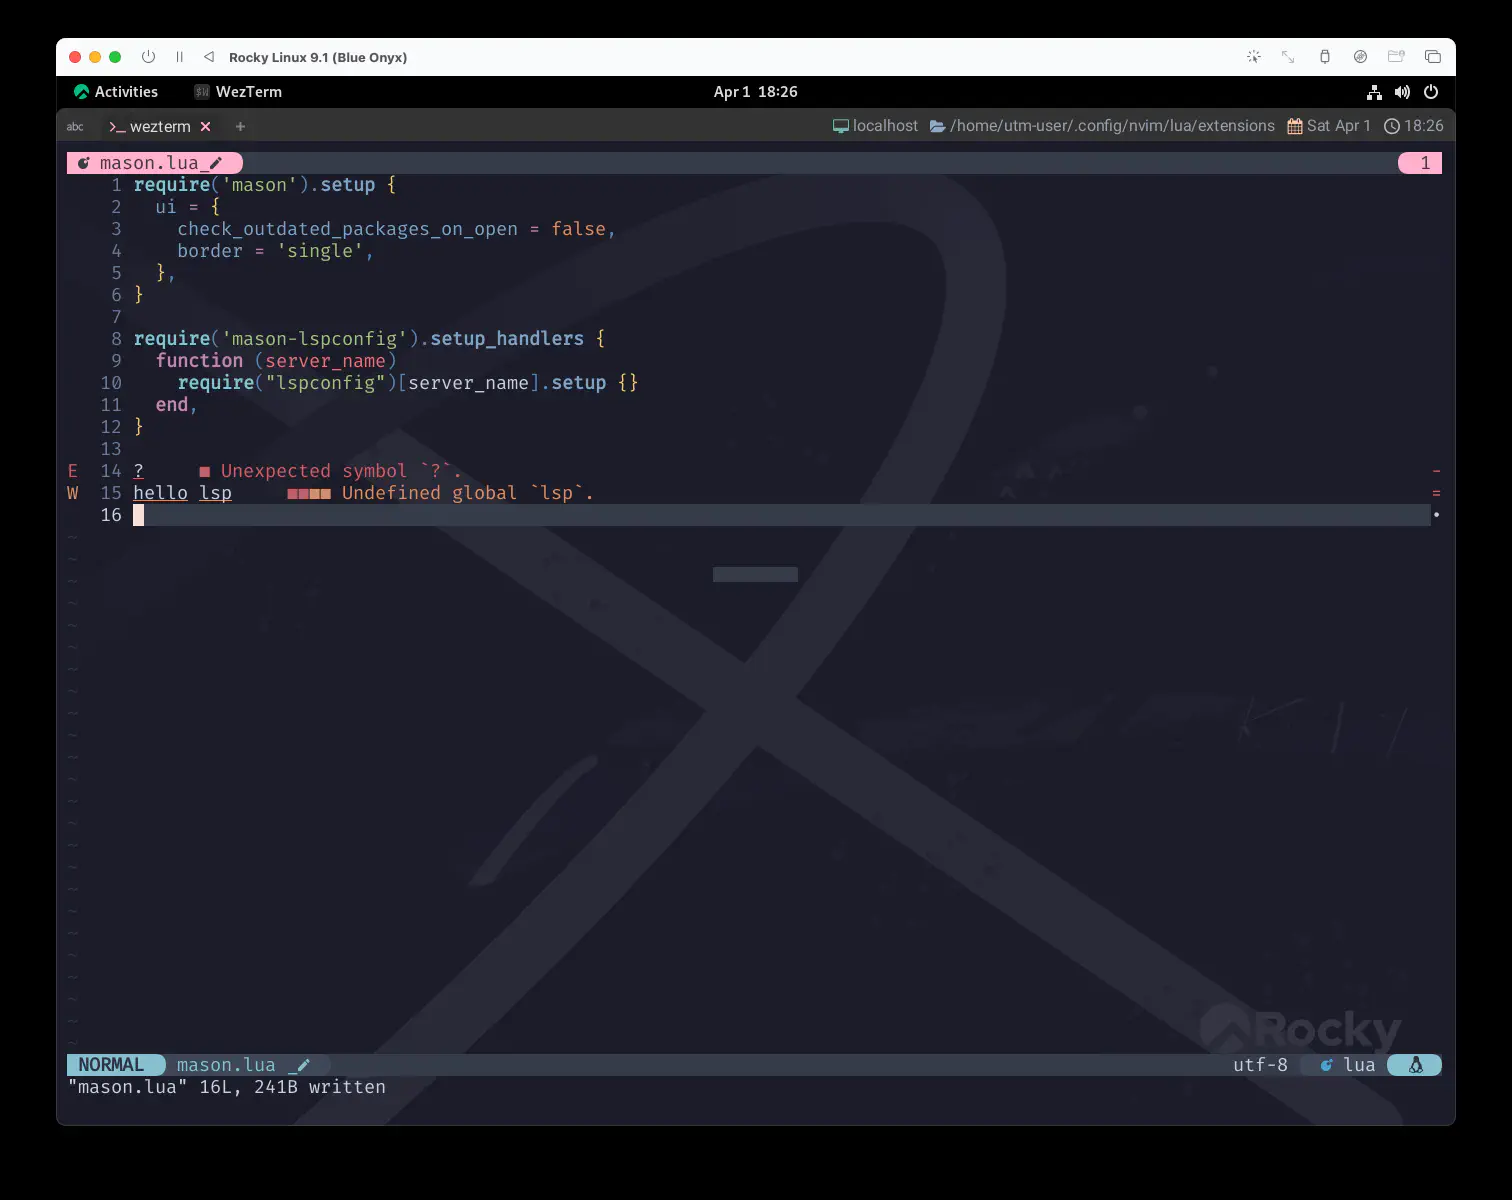 Rocky Linux 9.1 (Blue Onyx)
Activities $W WezTerm Apr 1 18:26
abc >_ wezterm × + localhost /home/utm-user/.config/nvim/lua/extensions Sat Apr 1 18:26
mason.lua_ 1
1 require('mason').setup {
2   ui = {
3     check_outdated_packages_on_open = false,
4     border = 'single',
5   },
6 }
7
8 require('mason-lspconfig').setup_handlers {
9   function (server_name)
10     require("lspconfig")[server_name].setup {}
11   end,
12 }
13
E 14 ? ■ Unexpected symbol `?`.
W 15 hello lsp ■■■■ Undefined global `lsp`.
16
Rocky
NORMAL mason.lua _ utf-8 lua
"mason.lua" 16L, 241B written